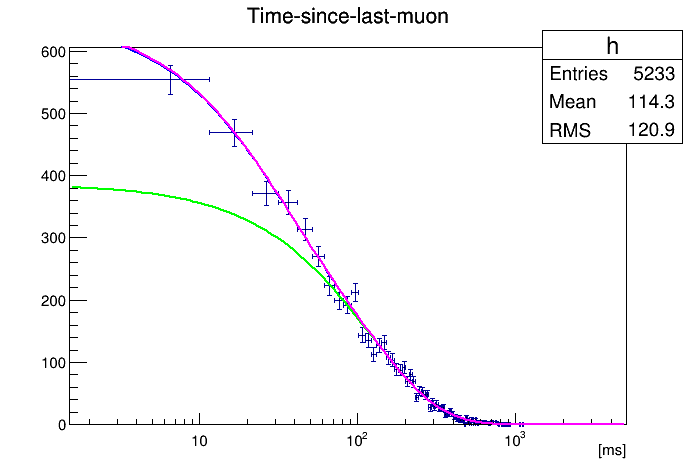 Time-since-last-muon
h
Entries 5233
Mean 114.3
RMS 120.9
600
500
400
300
200
100
0
10 10² 10³
[ms]